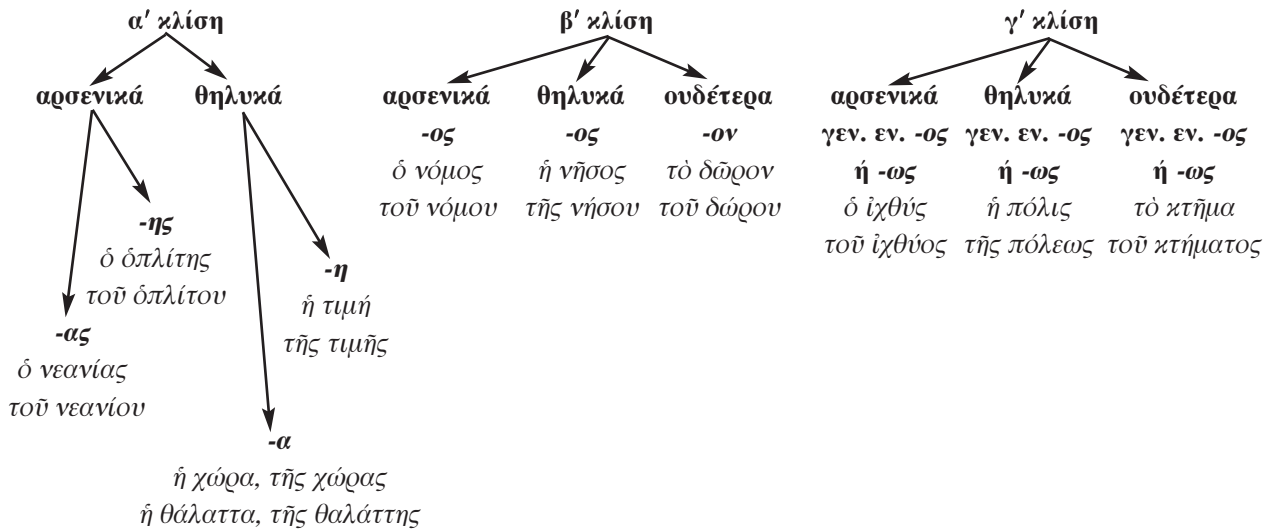 α′ κλίση
αρσενικά θηλυκά
-ης
ὁ ὁπλίτης
τοῦ ὁπλίτου
-ας
ὁ νεανίας
τοῦ νεανίου
-η
ἡ τιμή
τῆς τιμῆς
-α
ἡ χώρα, τῆς χώρας
ἡ θάλαττα, τῆς θαλάττης
β′ κλίση
αρσενικά θηλυκά ουδέτερα
-ος -ος -ον
ὁ νόμος ἡ νῆσος τὸ δῶρον
τοῦ νόμου τῆς νήσου τοῦ δώρου
γ′ κλίση
αρσενικά θηλυκά ουδέτερα
γεν. εν. -ος γεν. εν. -ος γεν. εν. -ος
ή -ως ή -ως ή -ως
ὁ ἰχθύς ἡ πόλις τὸ κτῆμα
τοῦ ἰχθύος τῆς πόλεως τοῦ κτήματος